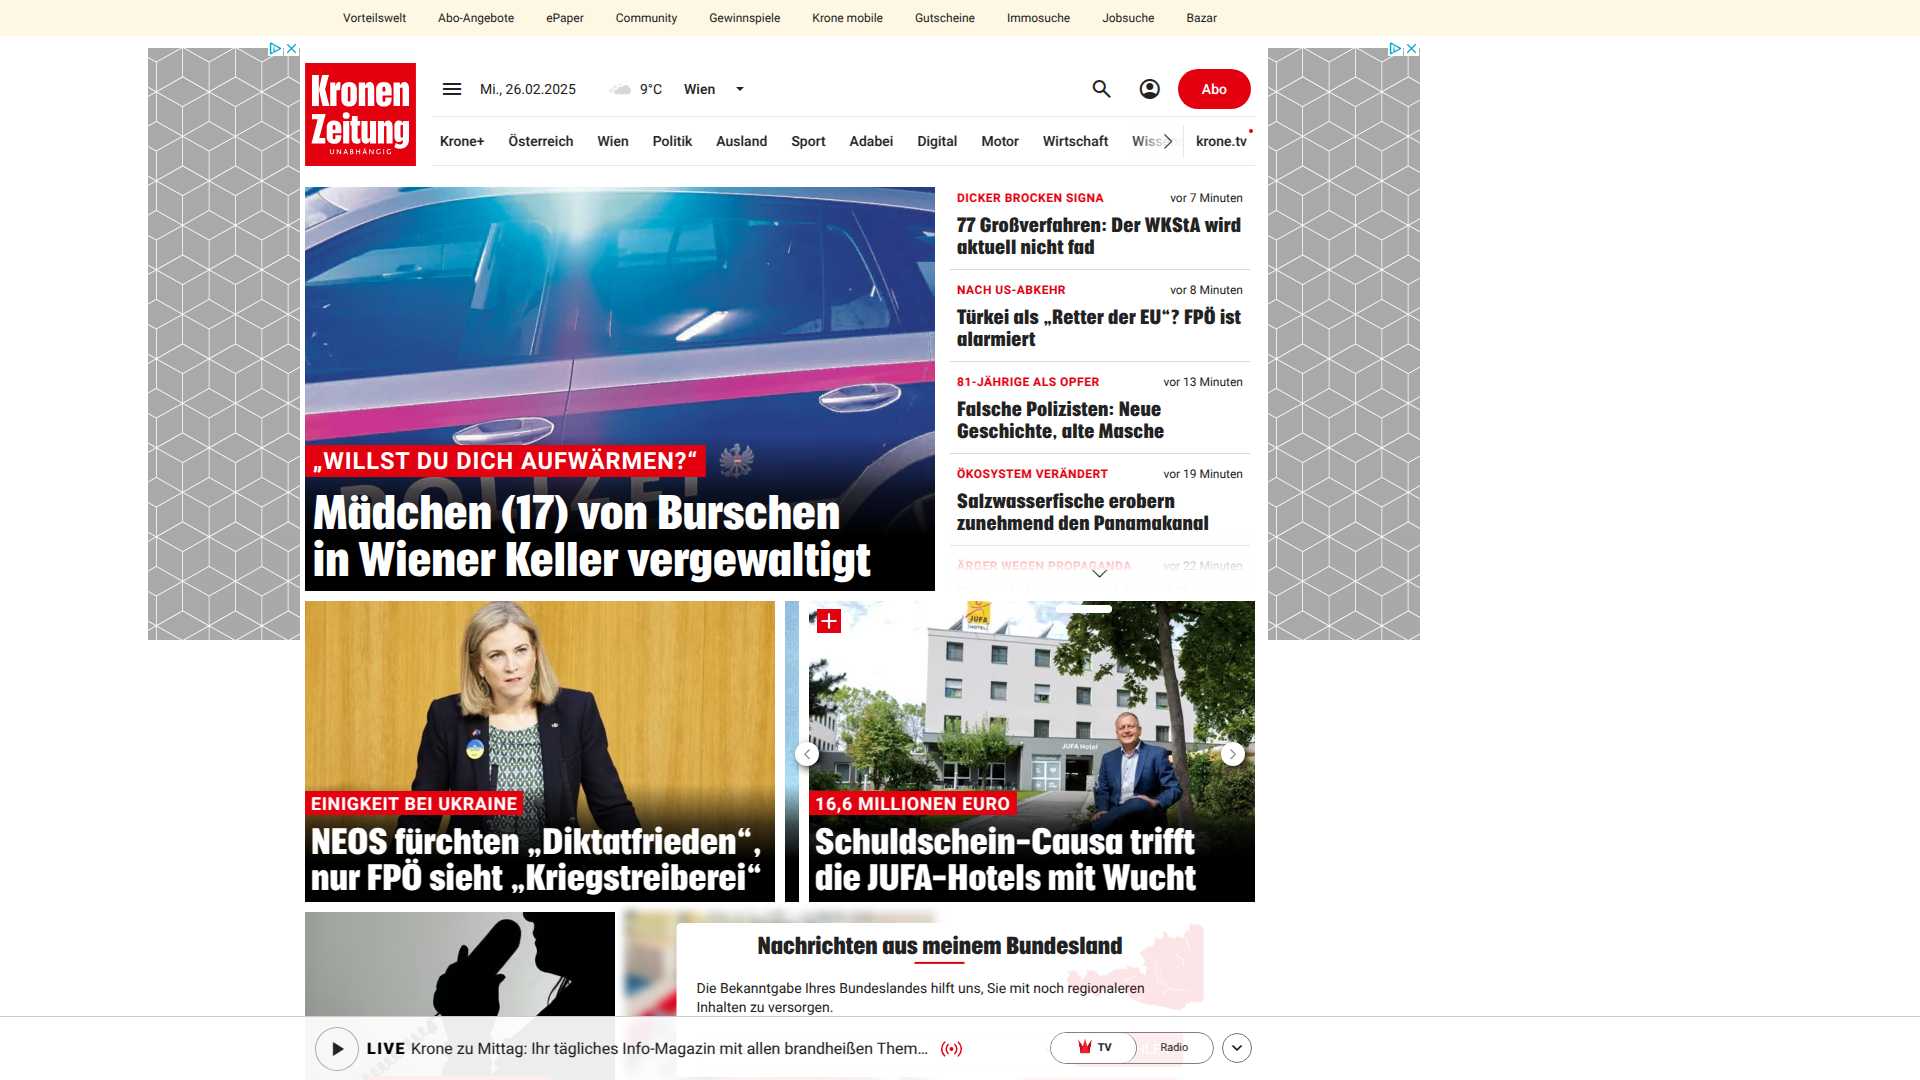 Vorteilswelt Abo-Angebote ePaper Community Gewinnspiele Krone mobile Gutscheine Immosuche Jobsuche Bazar
Kronen
Zeitung
UNABHÄNGIG
Mi., 26.02.2025 9°C Wien
Abo
Krone+ Österreich Wien Politik Ausland Sport Adabei Digital Motor Wirtschaft krone.tv
POLIZEI
„WILLST DU DICH AUFWÄRMEN?“
Mädchen (17) von Burschen
in Wiener Keller vergewaltigt
DICKER BROCKEN SIGNA vor 7 Minuten
77 Großverfahren: Der WKStA wird
aktuell nicht fad
NACH US-ABKEHR vor 8 Minuten
Türkei als „Retter der EU“? FPÖ ist
alarmiert
81-JÄHRIGE ALS OPFER vor 13 Minuten
Falsche Polizisten: Neue
Geschichte, alte Masche
ÖKOSYSTEM VERÄNDERT vor 19 Minuten
Salzwasserfische erobern
zunehmend den Panamakanal
ÄRGER WEGEN PROPAGANDA vor 22 Minuten
EINIGKEIT BEI UKRAINE
NEOS fürchten „Diktatfrieden“,
nur FPÖ sieht „Kriegstreiberei“
JUFA
HOTEL
JUFA Hotel
16,6 MILLIONEN EURO
Schuldschein-Causa trifft
die JUFA-Hotels mit Wucht
Nachrichten aus meinem Bundesland
Die Bekanntgabe Ihres Bundeslandes hilft uns, Sie mit noch regionaleren
Inhalten zu versorgen.
LIVE Krone zu Mittag: Ihr tägliches Info-Magazin mit allen brandheißen Them...
TV Radio